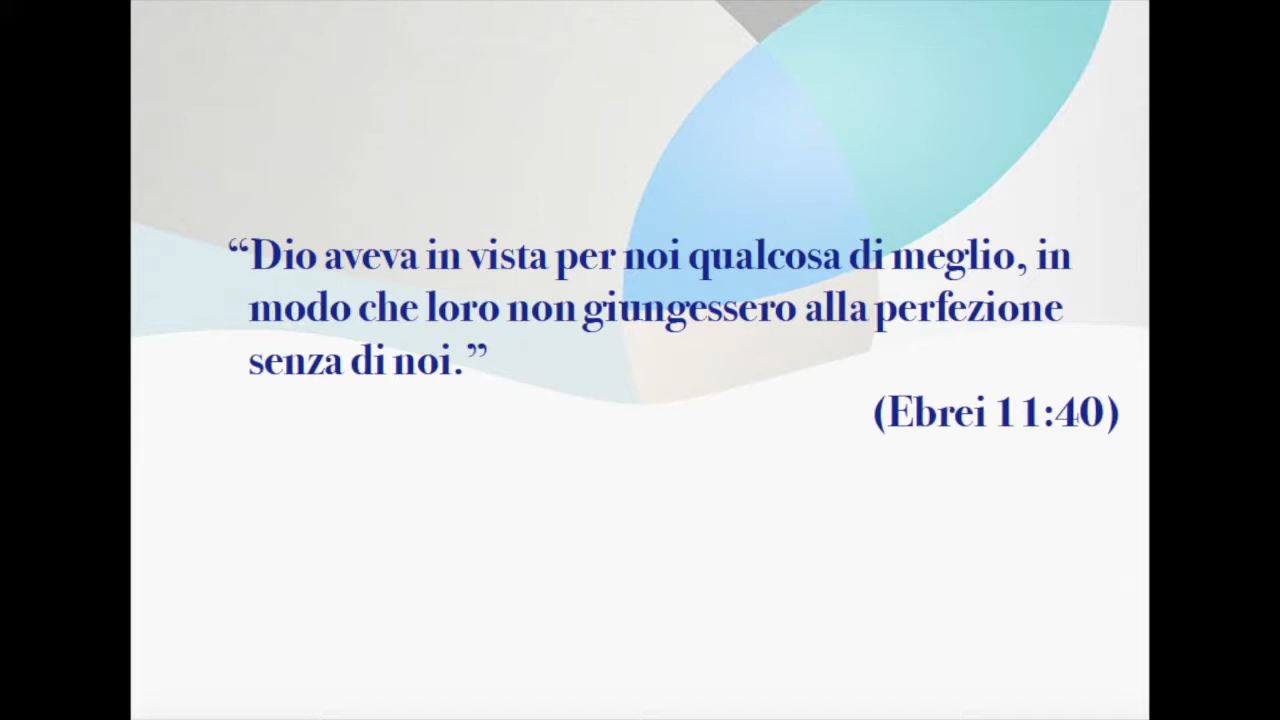 “Dio aveva in vista per noi qualcosa di meglio, in
modo che loro non giungessero alla perfezione
senza di noi.”
(Ebrei 11:40)